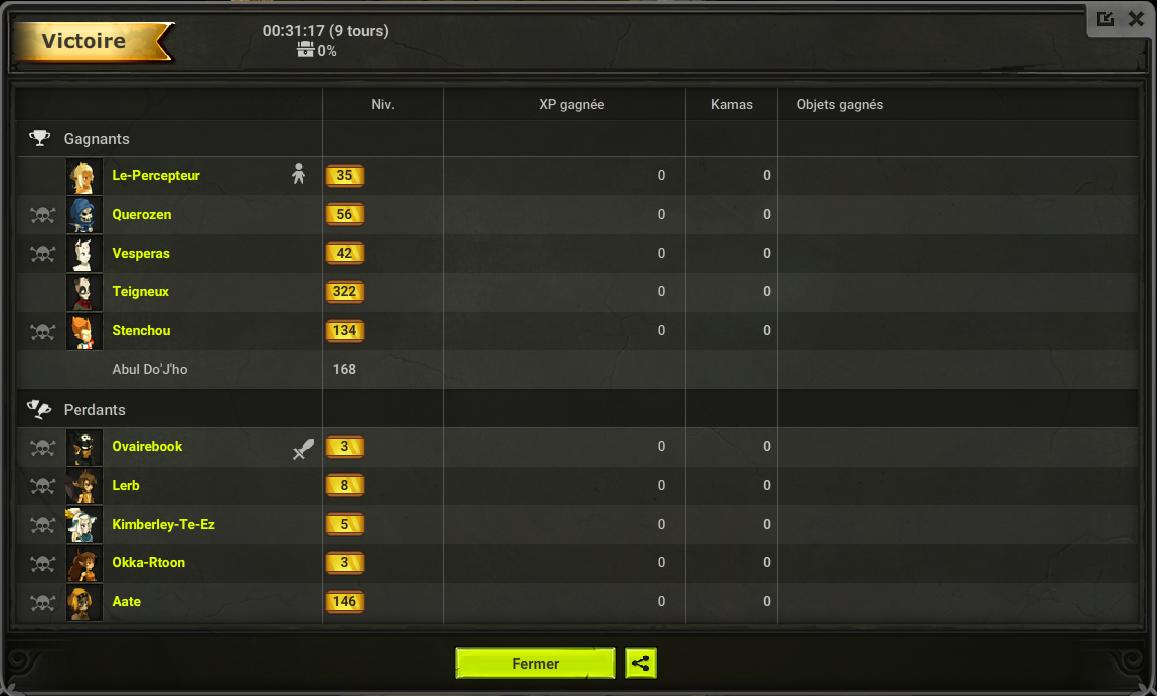 Victoire
00:31:17 (9 tours)
0%
Niv. XP gagnée Kamas Objets gagnés
Gagnants
Le-Percepteur 35 0 0
Querozen 56 0 0
Vesperas 42 0 0
Teigneux 322 0 0
Stenchou 134 0 0
Abul Do'J'ho 168
Perdants
Ovairebook 3 0 0
Lerb 8 0 0
Kimberley-Te-Ez 5 0 0
Okka-Rtoon 3 0 0
Aate 146 0 0
Fermer